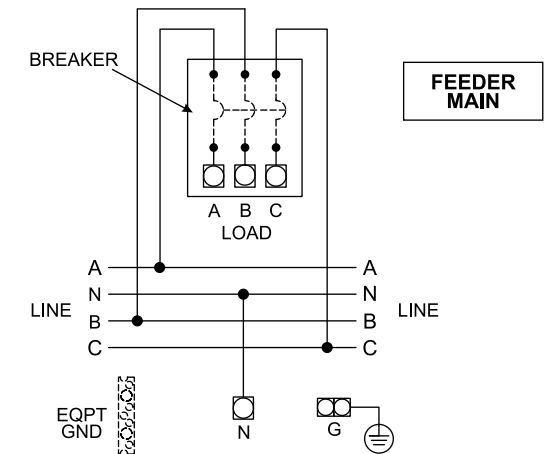 BREAKER
FEEDER
MAIN
A B C
LOAD
A A
N N
LINE LINE
B B
C C
EQPT
GND
N
G